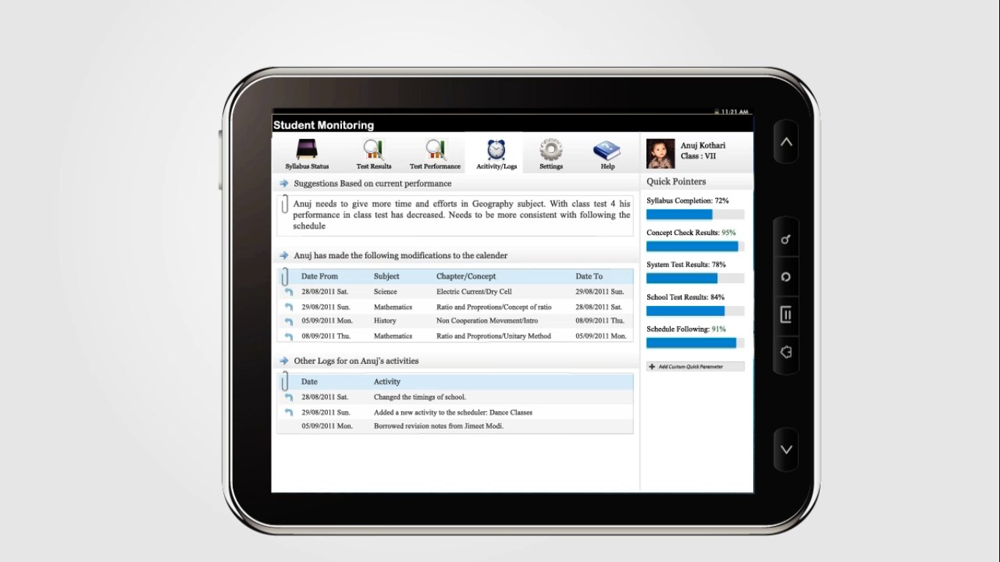 11:21 AM
Student Monitoring
Syllabus Status
Test Results
Test Performance
Acitivity/Logs
Settings
Help
Anuj Kothari
Class : VII
Suggestions Based on current performance
Anuj needs to give more time and efforts in Geography subject. With class test 4 his
performance in class test has decreased. Needs to be more consistent with following the
schedule
Anuj has made the following modifications to the calender
Date From Subject Chapter/Concept Date To
28/08/2011 Sat. Science Electric Current/Dry Cell 29/08/2011 Sun.
29/08/2011 Sun. Mathematics Ratio and Proprotions/Concept of ratio 28/08/2011 Sat.
05/09/2011 Mon. History Non Cooperation Movement/Intro 08/09/2011 Thu.
08/09/2011 Thu. Mathematics Ratio and Proprotions/Unitary Method 05/09/2011 Mon.
Other Logs for on Anuj's activities
Date Activity
28/08/2011 Sat. Changed the timings of school.
29/08/2011 Sun. Added a new activity to the scheduler: Dance Classes
05/09/2011 Mon. Borrowed revision notes from Jimeet Modi.
Quick Pointers
Syllabus Completion: 72%
Concept Check Results: 95%
System Test Results: 78%
School Test Results: 84%
Schedule Following: 91%
Add Custom Quick Parameter